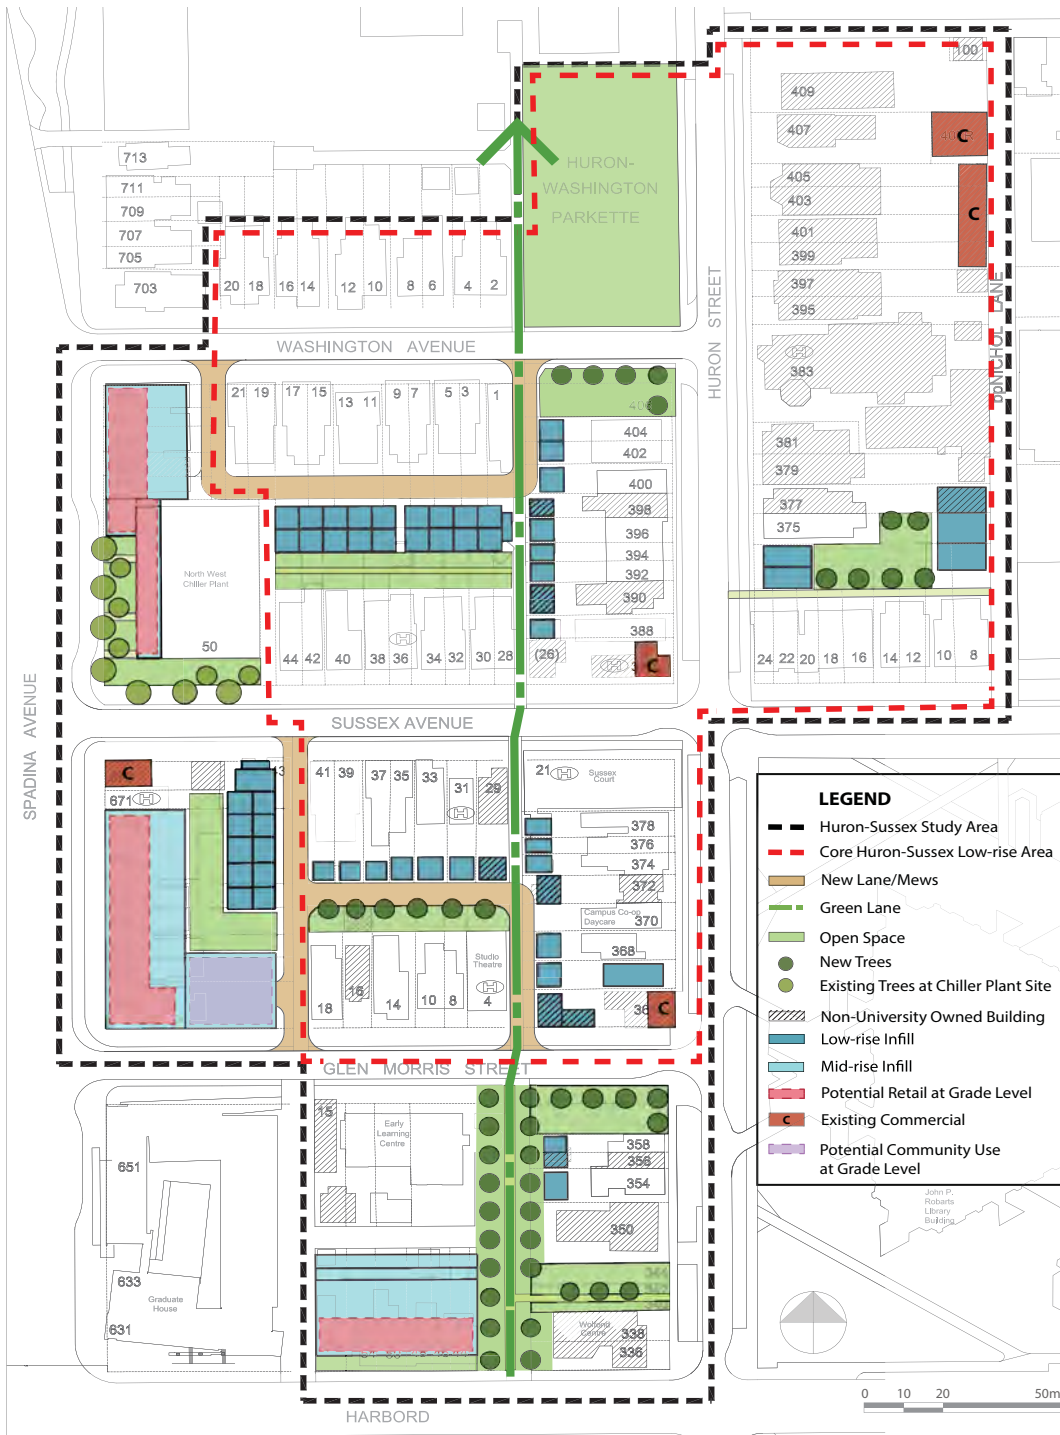 100
409
407
C
713
HURON-
WASHINGTON
PARKETTE
711
709
707
705
703
405
403
401
399
397
395
C
20 18 16 14 12 10 8 6 4 2
HURON STREET
bpNICHOL LANE
WASHINGTON AVENUE
383
H
21 19 17 15 13 11 9 7 5 3 1
404
402
400
398
396
394
392
390
388
381
379
377
375
North West
Chiller Plant
50
44 42 40 38 36 34 32 30 28
H
(26)
H
C
24 22 20 18 16 14 12 10 8
SPADINA AVENUE
SUSSEX AVENUE
C
671
H
41 39 37 35 33 31 29
H
21
H
Sussex
Court
378
376
374
372
370
Campus Co-op
Daycare
368
C
Studio
Theatre
H
18 16 14 10 8 4
GLEN MORRIS STREET
LEGEND
Huron-Sussex Study Area
Core Huron-Sussex Low-rise Area
New Lane/Mews
Green Lane
Open Space
New Trees
Existing Trees at Chiller Plant Site
Non-University Owned Building
Low-rise Infill
Mid-rise Infill
Potential Retail at Grade Level
C
Existing Commercial
Potential Community Use
at Grade Level
John P.
Robarts
Library
Building
15
Early
Learning
Centre
358
356
354
350
651
633
Graduate
House
631
Woltond
Centre
338
336
HARBORD
0 10 20 50m